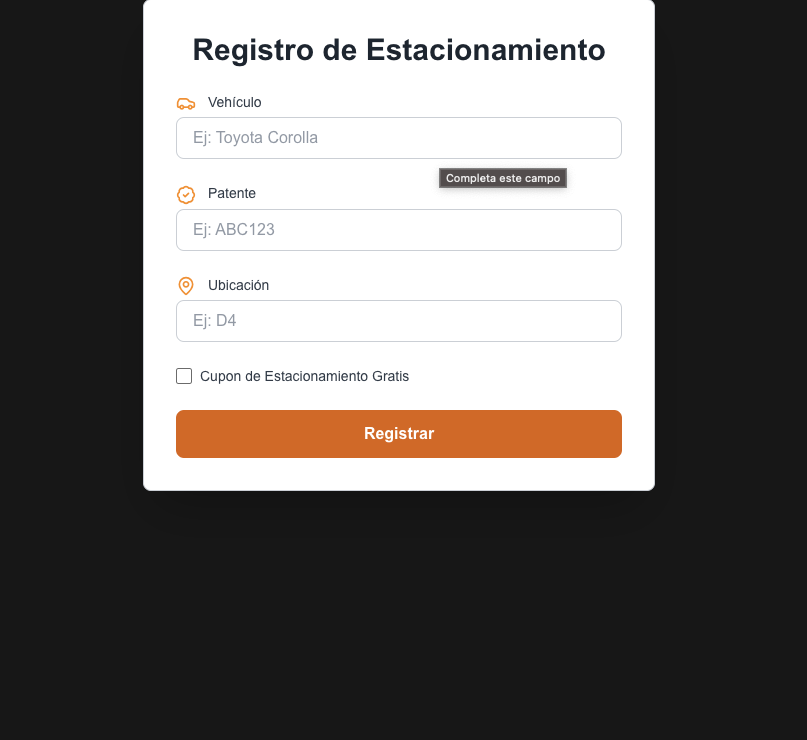 Registro de Estacionamiento
Vehículo
Ej: Toyota Corolla
Completa este campo
Patente
Ej: ABC123
Ubicación
Ej: D4
Cupon de Estacionamiento Gratis
Registrar